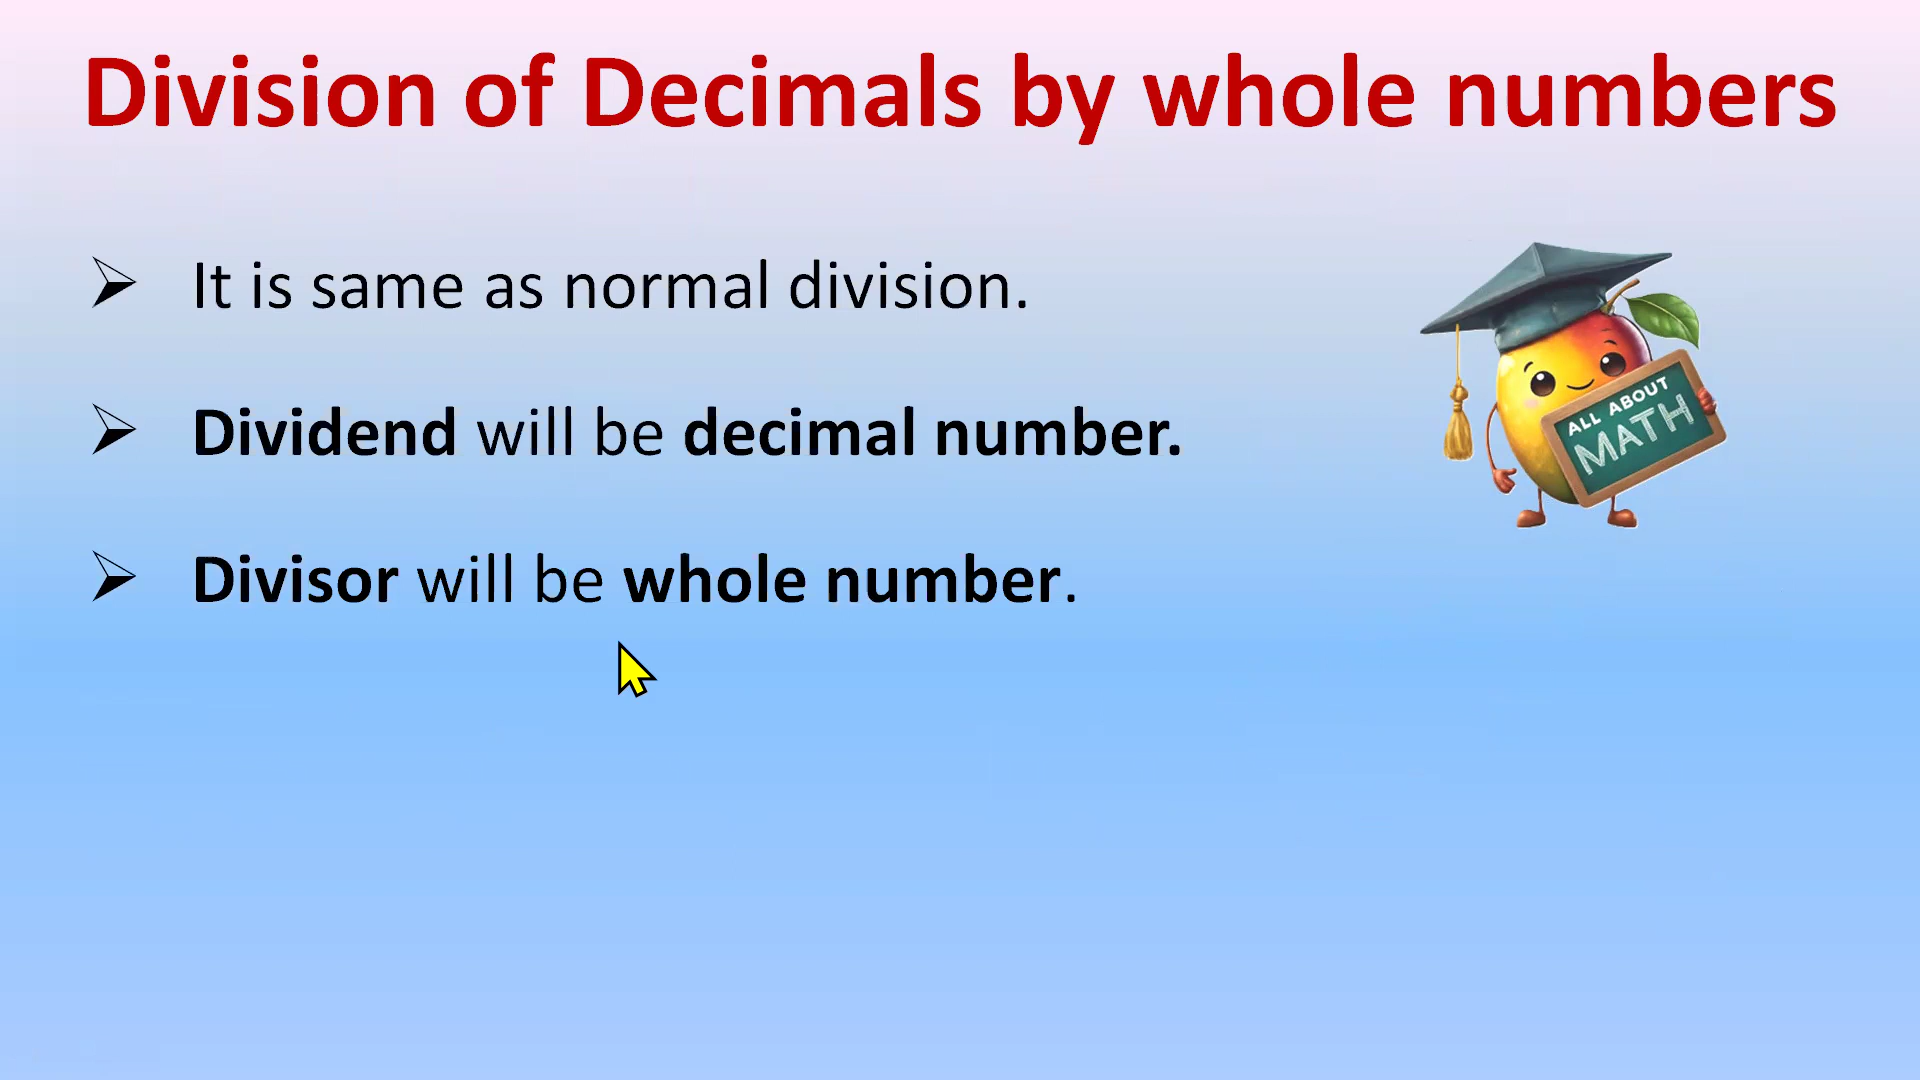 Division of Decimals by whole numbers
➢ It is same as normal division.
➢ Dividend will be decimal number.
➢ Divisor will be whole number.
ALL ABOUT
MATH